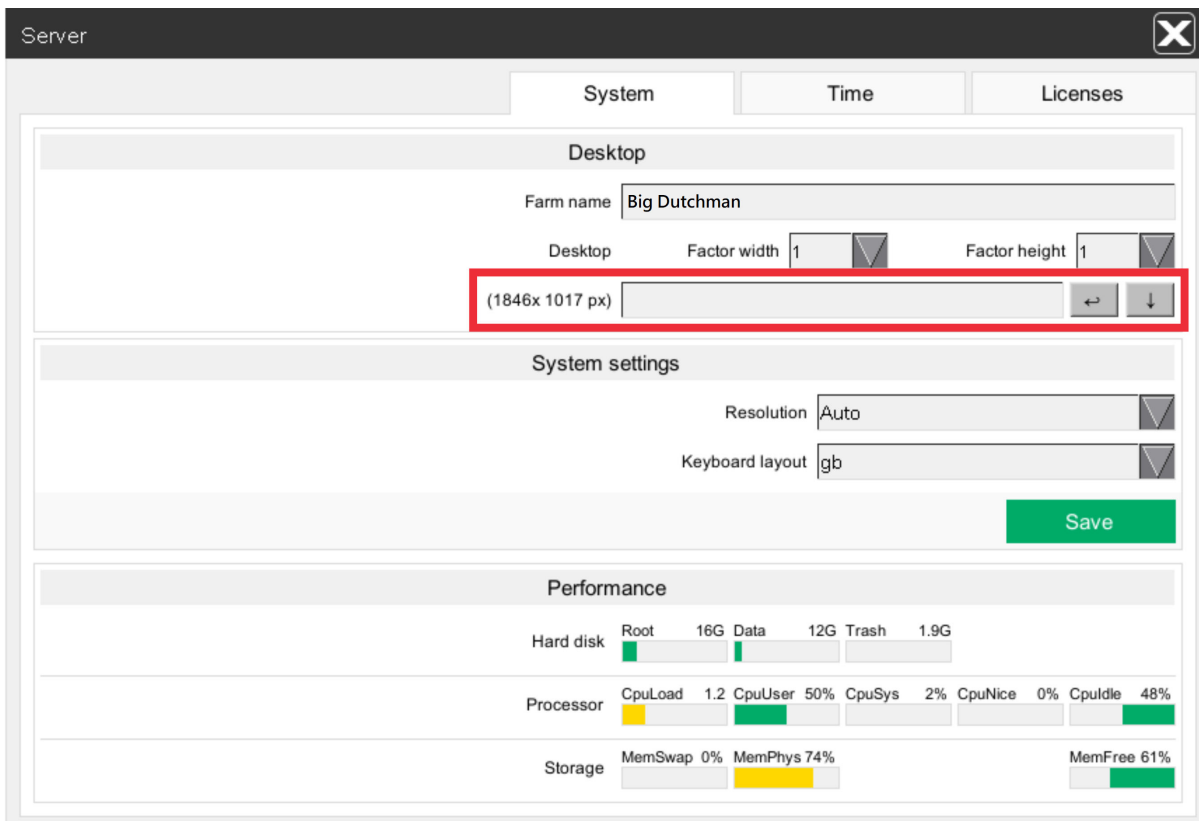 Server
System Time Licenses
Desktop
Farm name Big Dutchman
Desktop Factor width 1 Factor height 1
(1846x 1017 px)
System settings
Resolution Auto
Keyboard layout gb
Save
Performance
Hard disk Root 16G Data 12G Trash 1.9G
Processor CpuLoad 1.2 CpuUser 50% CpuSys 2% CpuNice 0% CpuIdle 48%
Storage MemSwap 0% MemPhys 74% MemFree 61%